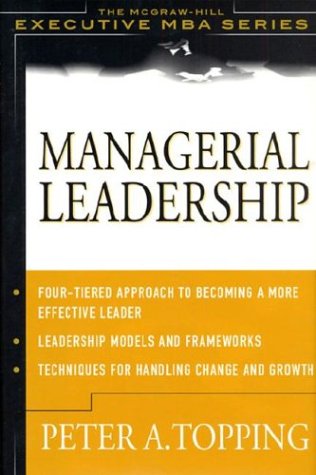 THE MCGRAW-HILL
EXECUTIVE MBA SERIES
MANAGERIAL
LEADERSHIP
• FOUR-TIERED APPROACH TO BECOMING A MORE
EFFECTIVE LEADER
• LEADERSHIP MODELS AND FRAMEWORKS
• TECHNIQUES FOR HANDLING CHANGE AND GROWTH
PETER A. TOPPING